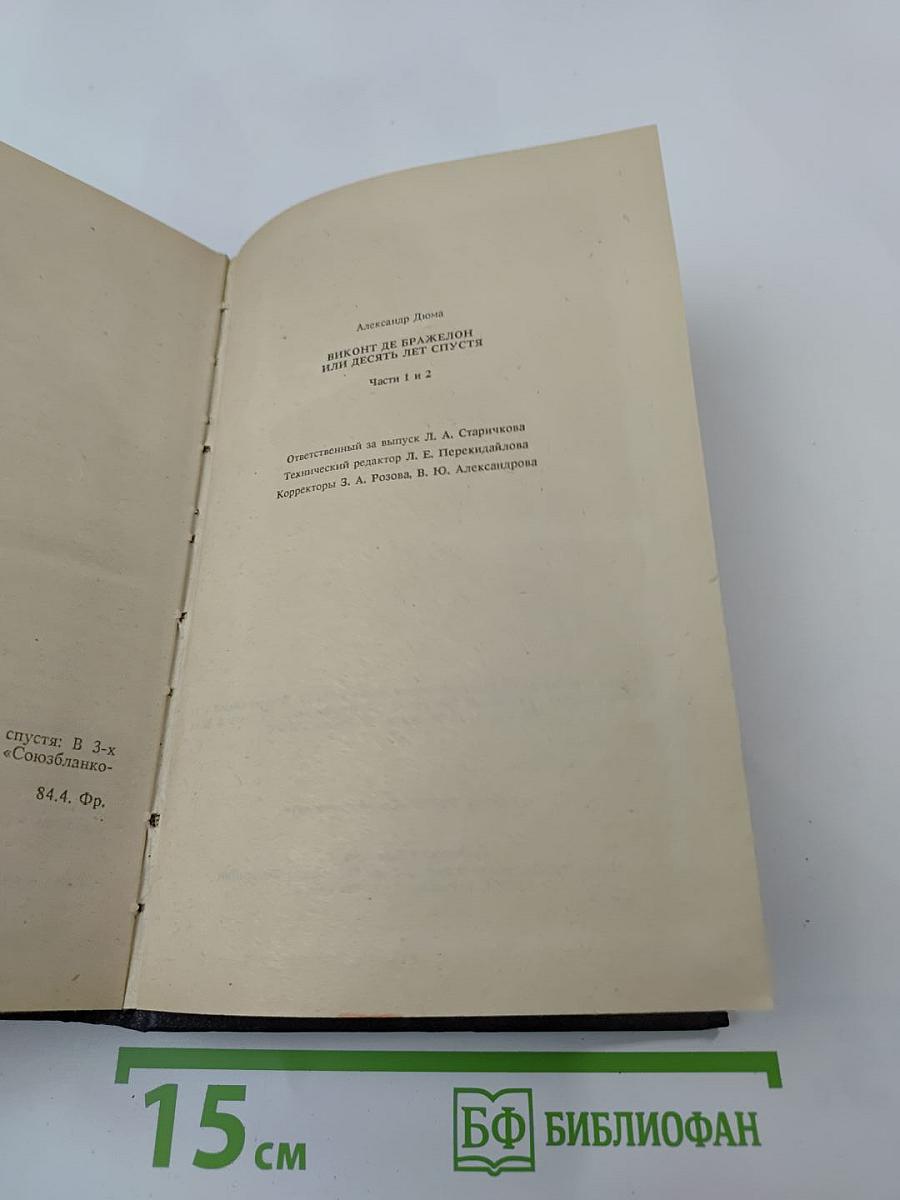 спустя: В 3-х
«Союзбланко-
84.4. Фр.
Александр Дюма
ВИКОНТ ДЕ БРАЖЕЛОН
ИЛИ ДЕСЯТЬ ЛЕТ СПУСТЯ
Части 1 и 2
Ответственный за выпуск Л. А. Старичкова
Технический редактор Л. Е. Перекидайлова
Корректоры З. А. Розова, В. Ю. Александрова
15 см
БФ БИБЛИОФАН